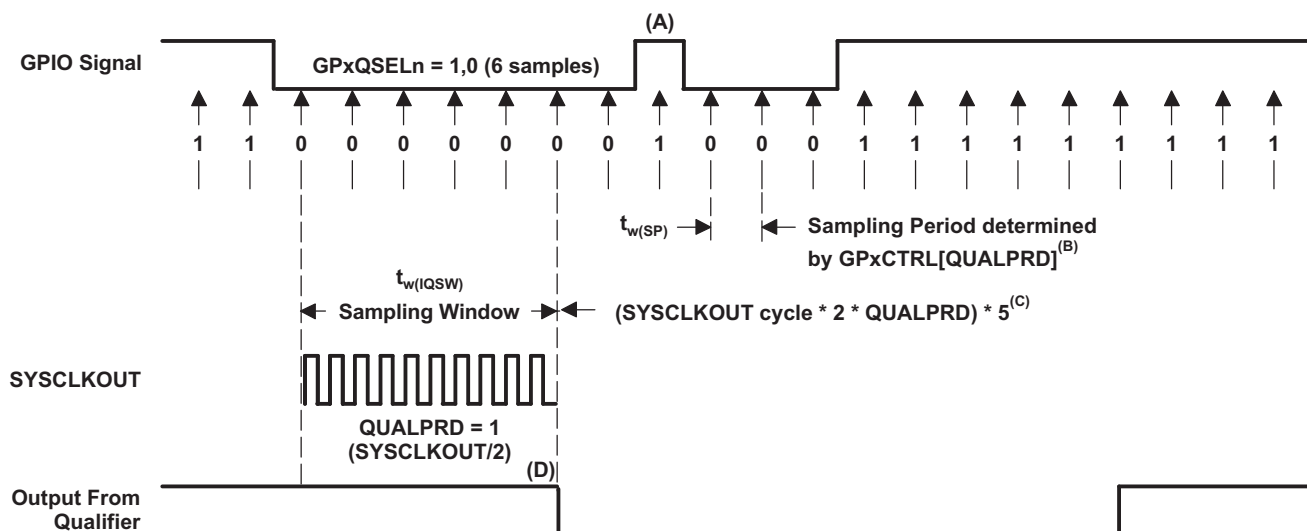 (A)
GPIO Signal
GPxQSELn = 1,0 (6 samples)
1 1 0 0 0 0 0 0 0 1 0 0 0 1 1 1 1 1 1 1 1 1
tw(SP)
Sampling Period determined
by GPxCTRL[QUALPRD](B)
tw(IQSW)
Sampling Window
(SYSCLKOUT cycle * 2 * QUALPRD) * 5(C)
SYSCLKOUT
QUALPRD = 1
(SYSCLKOUT/2)
(D)
Output From
Qualifier